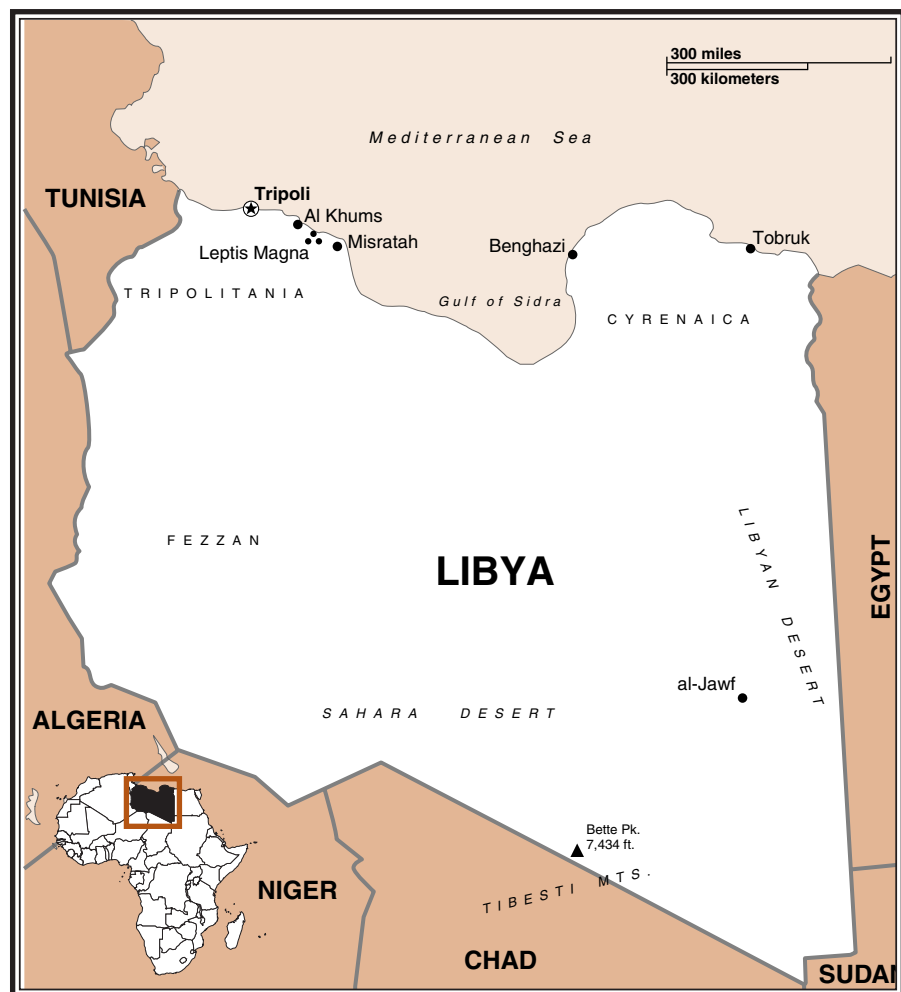 300 miles
300 kilometers
Mediterranean Sea
TUNISIA
Tripoli
Al Khums
Misratah
Leptis Magna
Benghazi
Tobruk
TRIPOLITANIA
Gulf of Sidra
CYRENAICA
FEZZAN
LIBYA
LIBYAN DESERT
EGYPT
al-Jawf
SAHARA DESERT
ALGERIA
Bette Pk.
7,434 ft.
TIBESTI MTS.
NIGER
CHAD
SUDAN